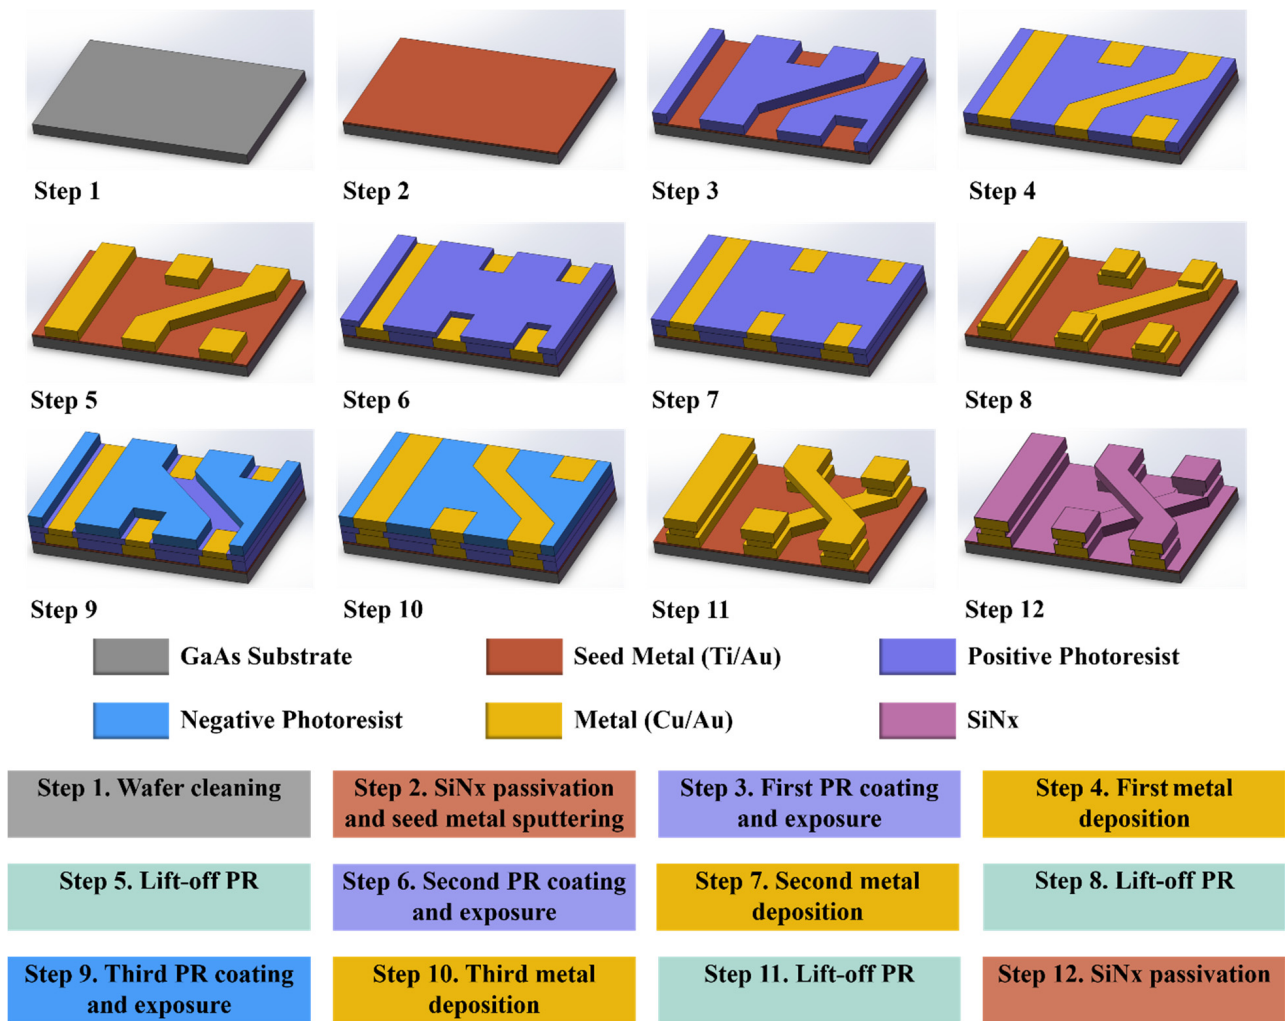 Step 1
Step 2
Step 3
Step 4
Step 5
Step 6
Step 7
Step 8
Step 9
Step 10
Step 11
Step 12
GaAs Substrate
Seed Metal (Ti/Au)
Positive Photoresist
Negative Photoresist
Metal (Cu/Au)
SiNx
Step 1. Wafer cleaning
Step 2. SiNx passivation
and seed metal sputtering
Step 3. First PR coating
and exposure
Step 4. First metal
deposition
Step 5. Lift-off PR
Step 6. Second PR coating
and exposure
Step 7. Second metal
deposition
Step 8. Lift-off PR
Step 9. Third PR coating
and exposure
Step 10. Third metal
deposition
Step 11. Lift-off PR
Step 12. SiNx passivation